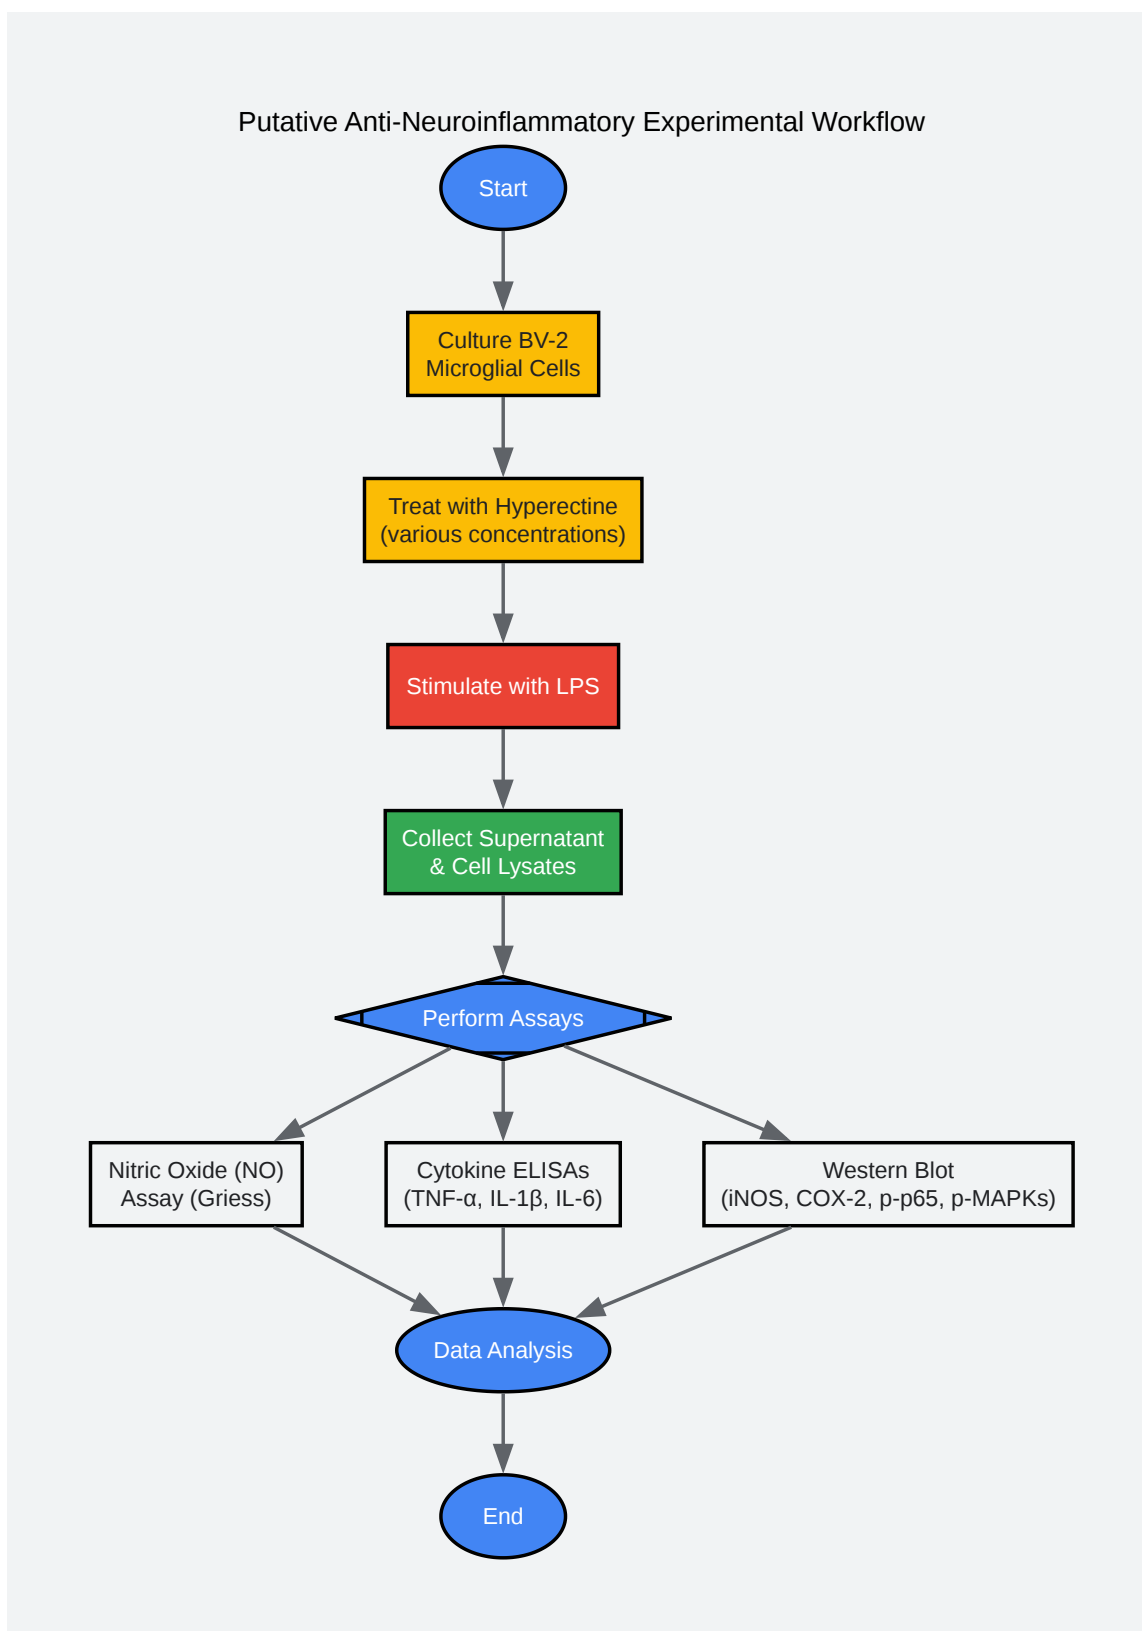 Putative Anti-Neuroinflammatory Experimental Workflow
Start
Culture BV-2
Microglial Cells
Treat with Hyperectine
(various concentrations)
Stimulate with LPS
Collect Supernatant
& Cell Lysates
Perform Assays
Nitric Oxide (NO)
Assay (Griess)
Cytokine ELISAs
(TNF-α, IL-1β, IL-6)
Western Blot
(iNOS, COX-2, p-p65, p-MAPKs)
Data Analysis
End